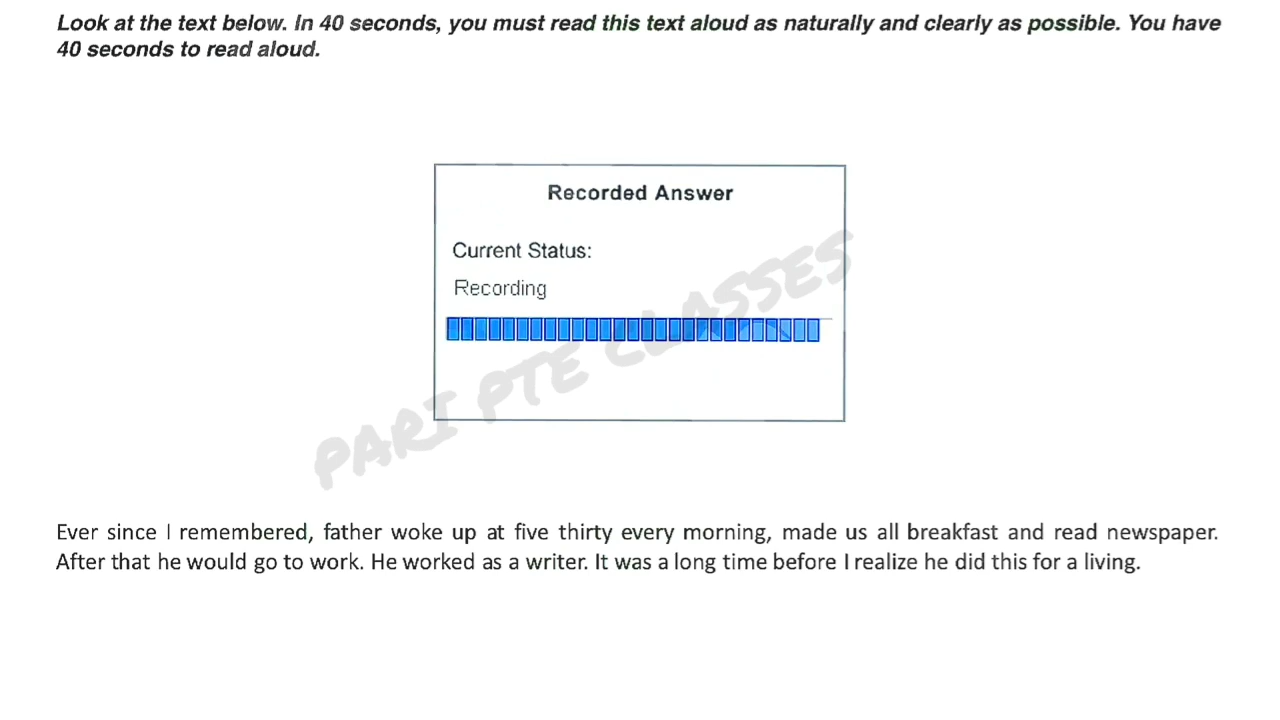 Look at the text below. In 40 seconds, you must read this text aloud as naturally and clearly as possible. You have
40 seconds to read aloud.
Recorded Answer
Current Status:
Recording
PARI PTE CLASSES
Ever since I remembered, father woke up at five thirty every morning, made us all breakfast and read newspaper.
After that he would go to work. He worked as a writer. It was a long time before I realize he did this for a living.